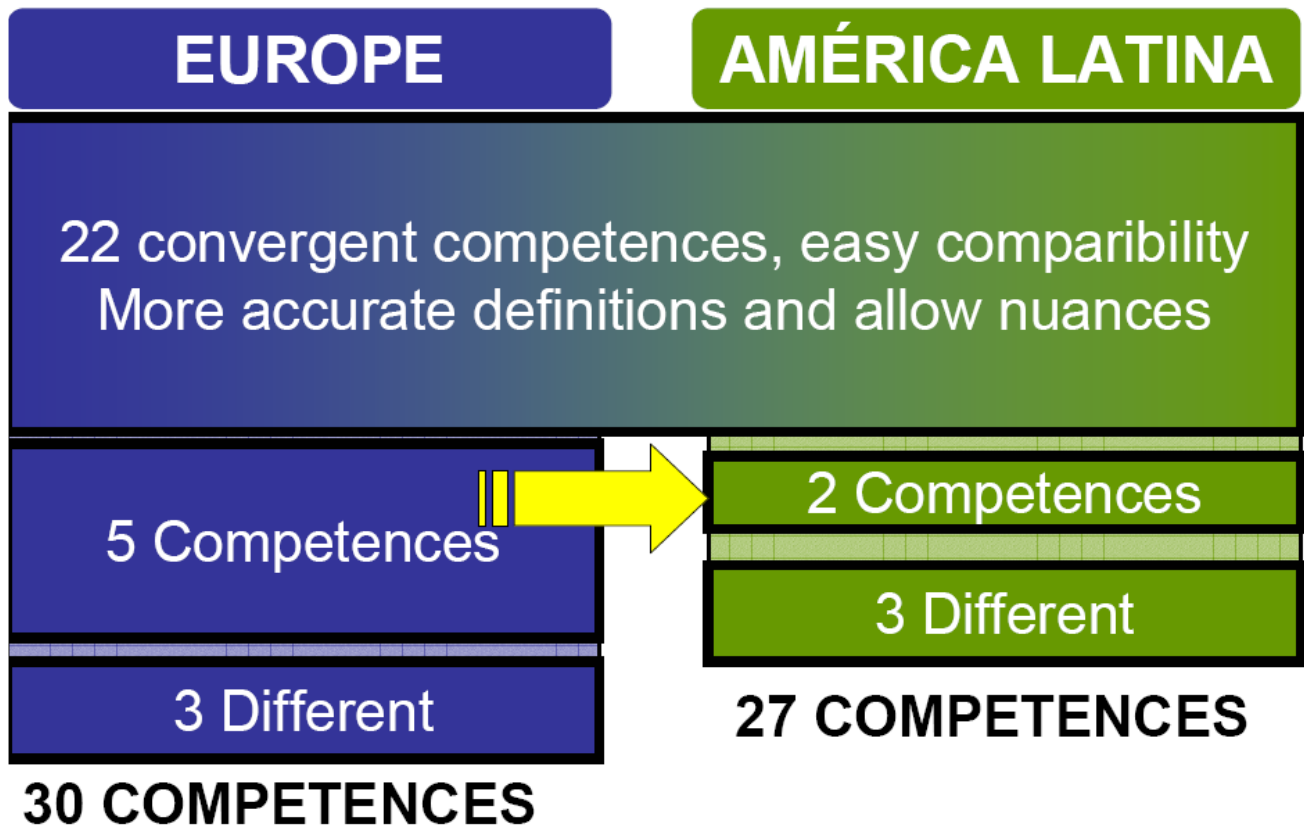 EUROPE
AMÉRICA LATINA
22 convergent competences, easy comparibility
More accurate definitions and allow nuances
5 Competences
3 Different
30 COMPETENCES
2 Competences
3 Different
27 COMPETENCES